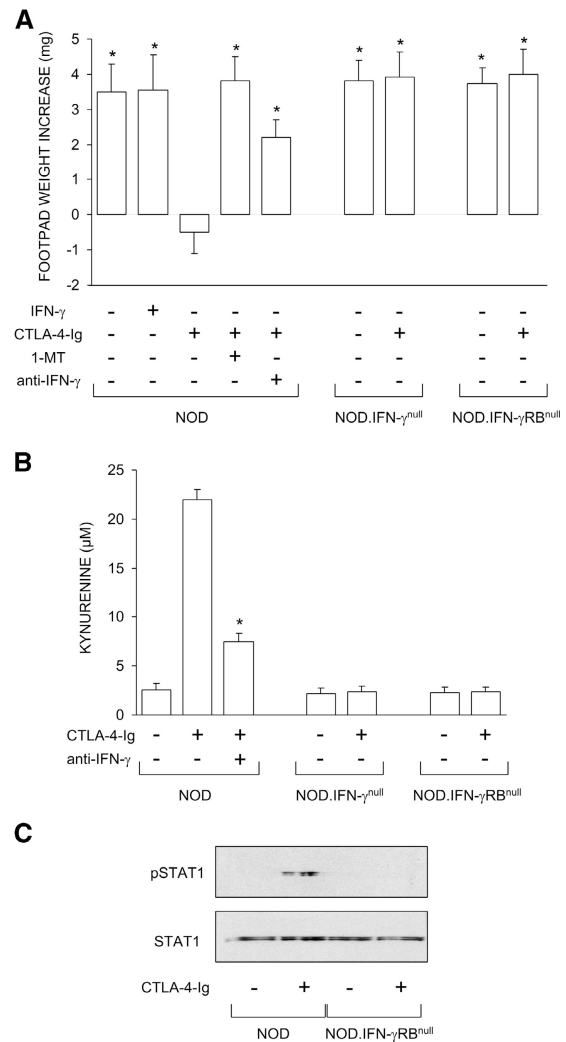 A
FOOTPAD WEIGHT INCREASE (mg)
5
4
3
2
1
0
-1
-2
* * * * * * * *
IFN-γ - + - - - - - - -
CTLA-4-Ig - - + + + - + - +
1-MT - - - + - - - - -
anti-IFN-γ - - - - + - - - -
NOD NOD.IFN-γnull NOD.IFN-γRBnull
B
KYNURENINE (µM)
25
20
15
10
5
0
*
CTLA-4-Ig - + + - + - +
anti-IFN-γ - - + - - - -
NOD NOD.IFN-γnull NOD.IFN-γRBnull
C
pSTAT1
STAT1
CTLA-4-Ig - + - +
NOD NOD.IFN-γRBnull